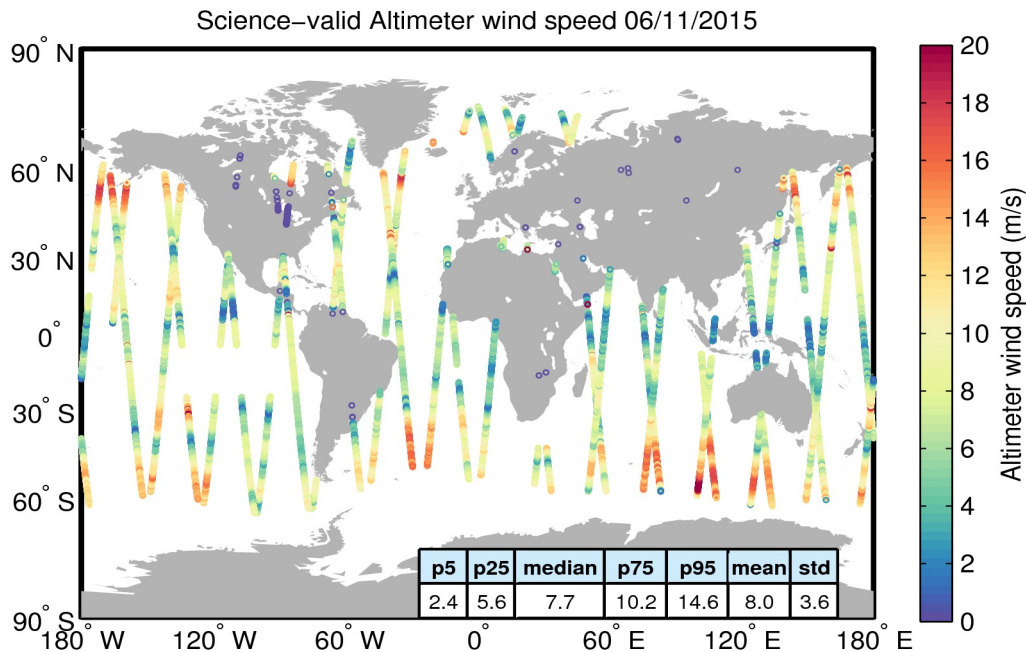 Science−valid Altimeter wind speed 06/11/2015
90° N
60° N
30° N
0°
30° S
60° S
90° S
180° W
120° W
60° W
0°
60° E
120° E
180° E
p5 p25 median p75 p95 mean std
2.4 5.6 7.7 10.2 14.6 8.0 3.6
20
18
16
14
12
10
8
6
4
2
0
Altimeter wind speed (m/s)